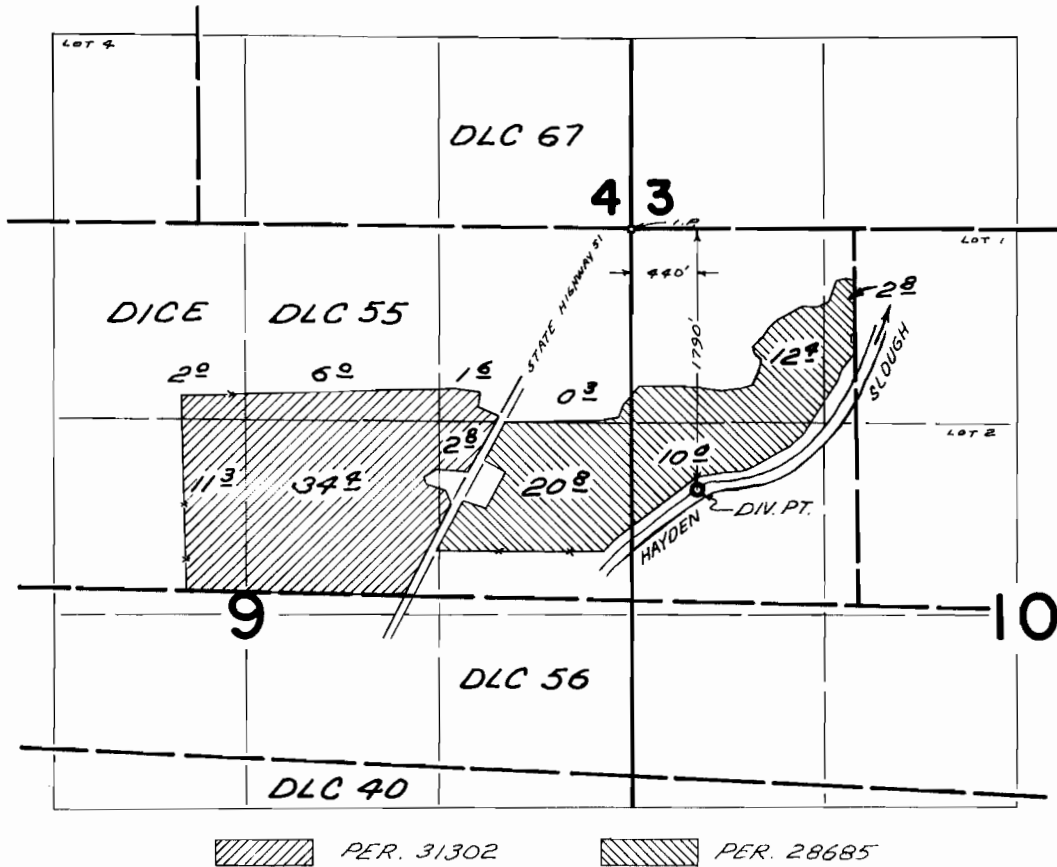 LOT 4
DLC 67
4 3
I.P.
LOT 1
440'
STATE HIGHWAY 51
1790'
2 8
DICE DLC 55
12 4
2 0
6 0
1 6
0 3
SLOUGH
LOT 2
2 8
11 3
34 4
20 8
10 0
DIV. PT.
HAYDEN
9
10
DLC 56
DLC 40
PER. 31302
PER. 28685